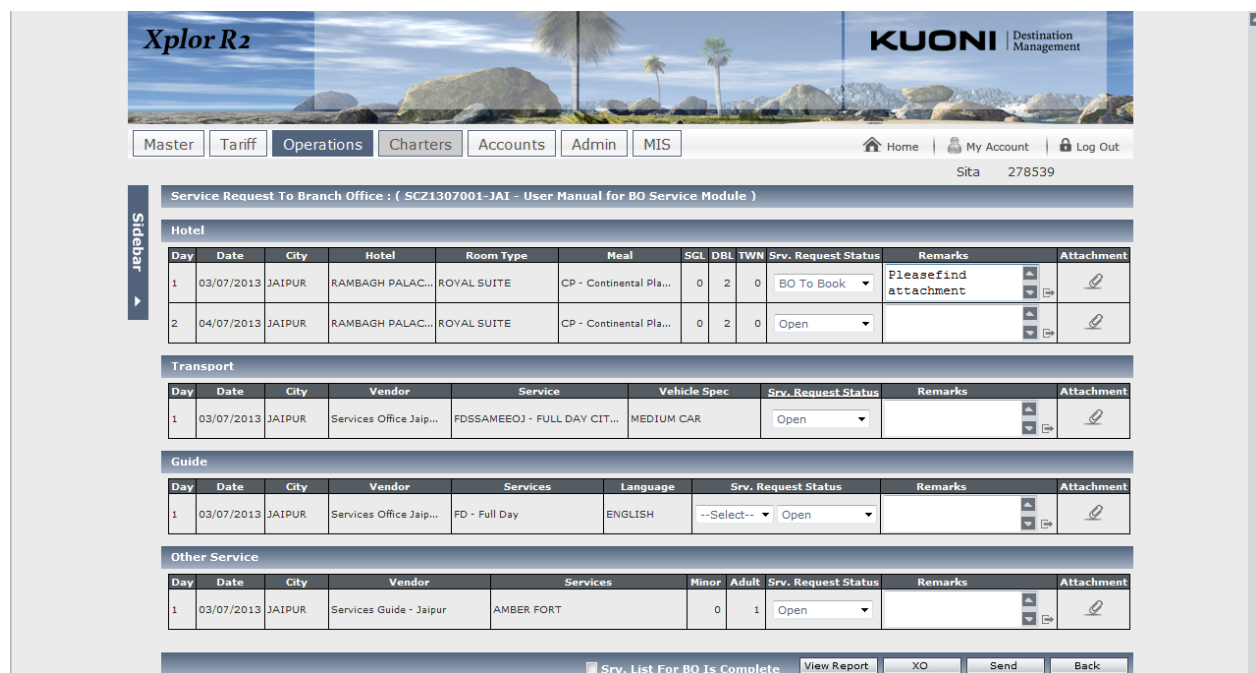 Xplor R2
KUONI Destination Management
Master Tariff Operations Charters Accounts Admin MIS Home My Account Log Out
Sita 278539
Sidebar
Service Request To Branch Office : ( SCZ1307001-JAI - User Manual for BO Service Module )
Hotel
Day Date City Hotel Room Type Meal SGL DBL TWN Srv. Request Status Remarks Attachment
1 03/07/2013 JAIPUR RAMBAGH PALAC... ROYAL SUITE CP - Continental Pla... 0 2 0 BO To Book Pleasefind attachment
2 04/07/2013 JAIPUR RAMBAGH PALAC... ROYAL SUITE CP - Continental Pla... 0 2 0 Open
Transport
Day Date City Vendor Service Vehicle Spec Srv. Request Status Remarks Attachment
1 03/07/2013 JAIPUR Services Office Jaip... FDSSAMEEOJ - FULL DAY CIT... MEDIUM CAR Open
Guide
Day Date City Vendor Services Language Srv. Request Status Remarks Attachment
1 03/07/2013 JAIPUR Services Office Jaip... FD - Full Day ENGLISH --Select-- Open
Other Service
Day Date City Vendor Services Minor Adult Srv. Request Status Remarks Attachment
1 03/07/2013 JAIPUR Services Guide - Jaipur AMBER FORT 0 1 Open
Srv. List For BO Is Complete View Report XO Send Back